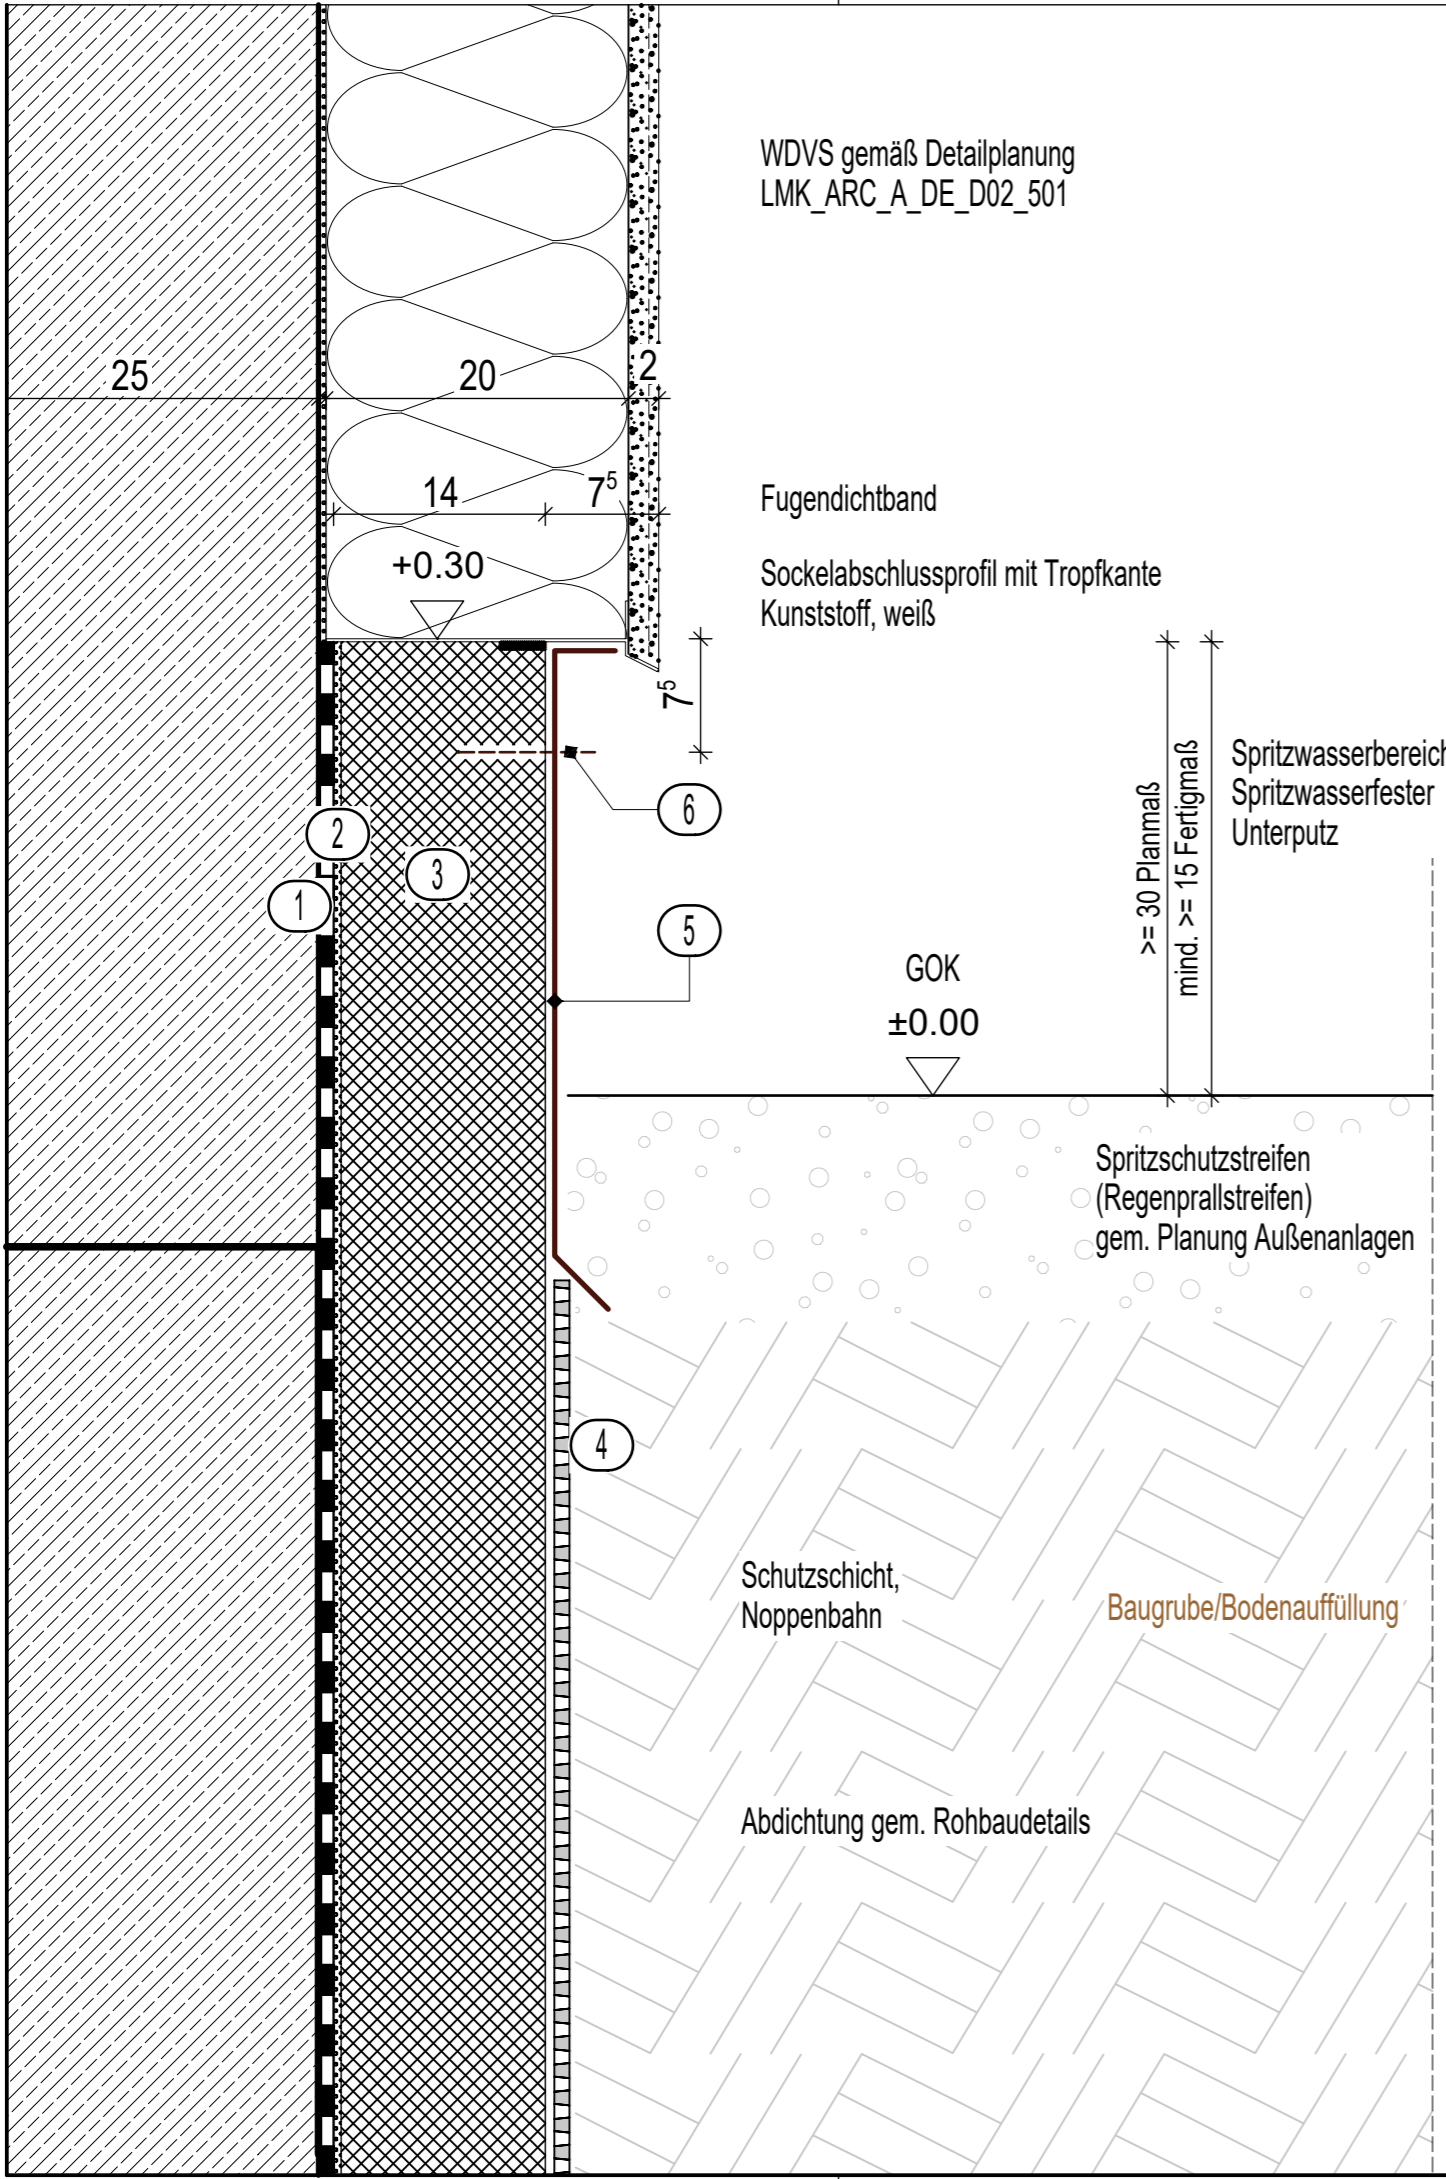 WDVS gemäß Detailplanung
LMK_ARC_A_DE_D02_501
25
20
2
14
7⁵
Fugendichtband
+0.30
Sockelabschlussprofil mit Tropfkante
Kunststoff, weiß
7⁵
>= 30 Planmaß
mind. >= 15 Fertigmaß
Spritzwasserbereich
Spritzwasserfester
Unterputz
6
2
3
1
5
GOK
±0.00
Spritzschutzstreifen
(Regenprallstreifen)
gem. Planung Außenanlagen
4
Schutzschicht,
Noppenbahn
Baugrube/Bodenauffüllung
Abdichtung gem. Rohbaudetails